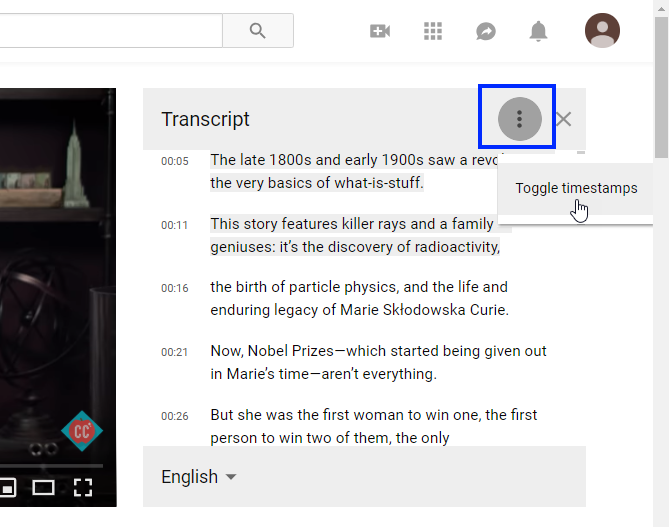 Transcript
00:05 The late 1800s and early 1900s saw a
the very basics of what-is-stuff.
Toggle timestamps
00:11 This story features killer rays and a family
geniuses: it’s the discovery of radioactivity,
00:16 the birth of particle physics, and the life and
enduring legacy of Marie Skłodowska Curie.
00:21 Now, Nobel Prizes—which started being given out
in Marie’s time—aren’t everything.
00:26 But she was the first woman to win one, the first
person to win two of them, the only
CC
English